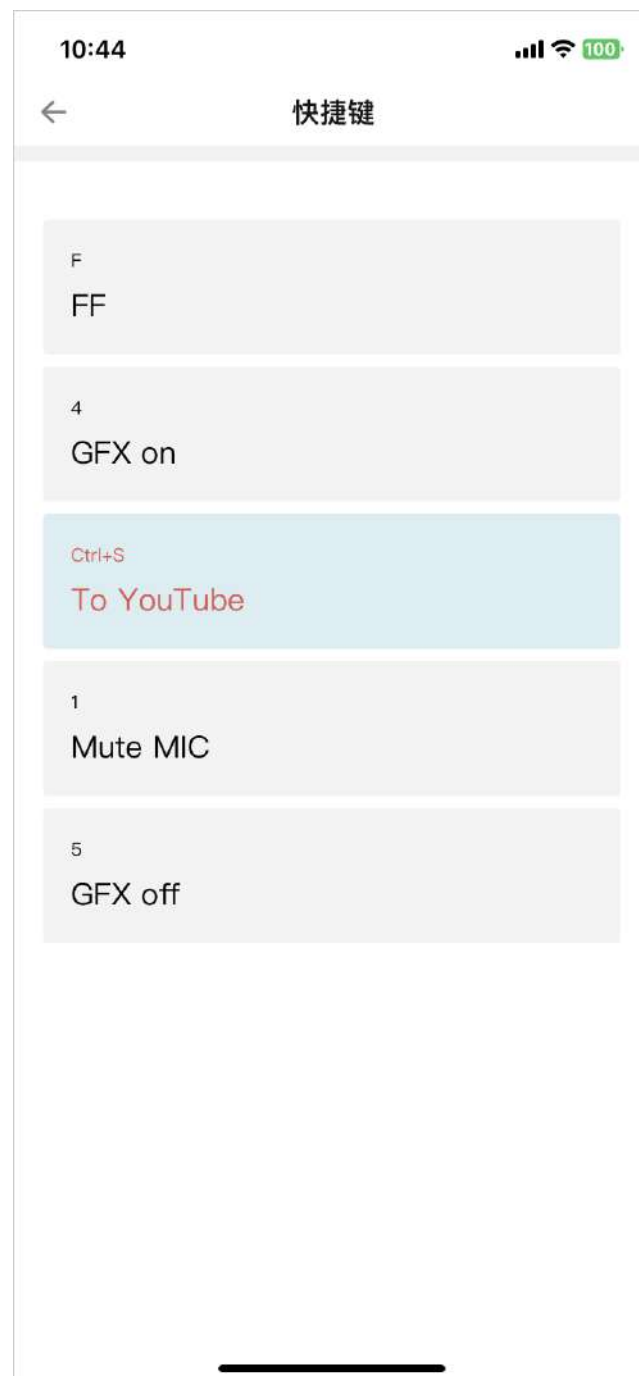 10:44
100
快捷键
F
FF
4
GFX on
Ctrl+S
To YouTube
1
Mute MIC
5
GFX off